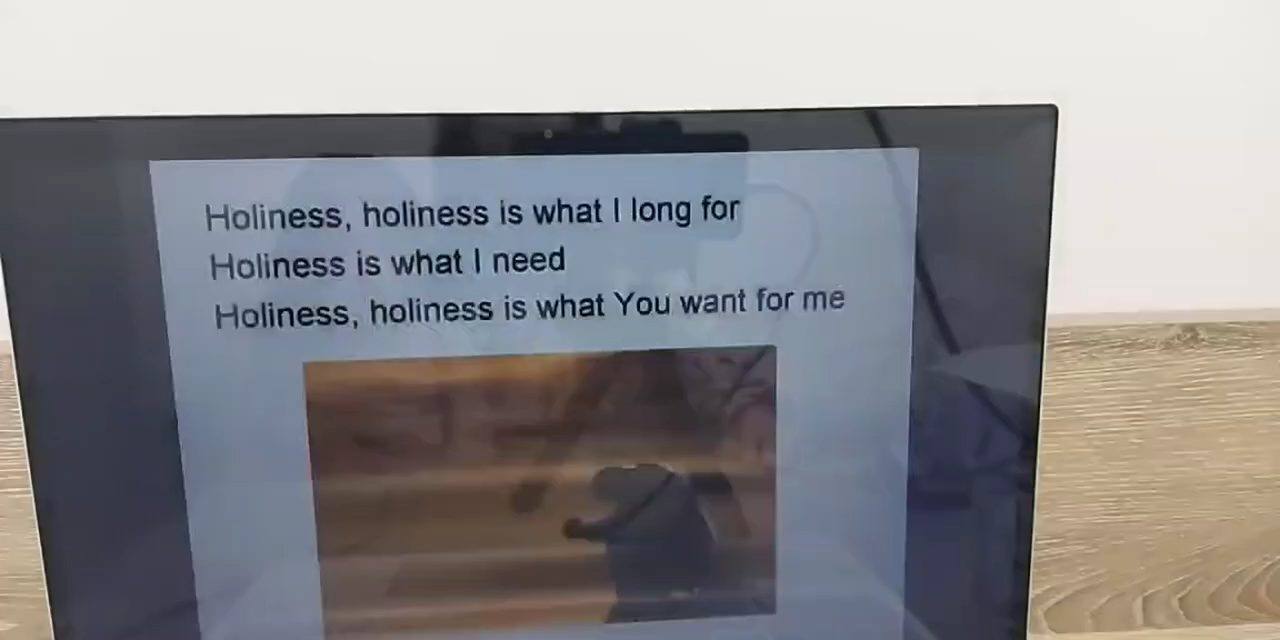 Holiness, holiness is what I long for
Holiness is what I need
Holiness, holiness is what You want for me